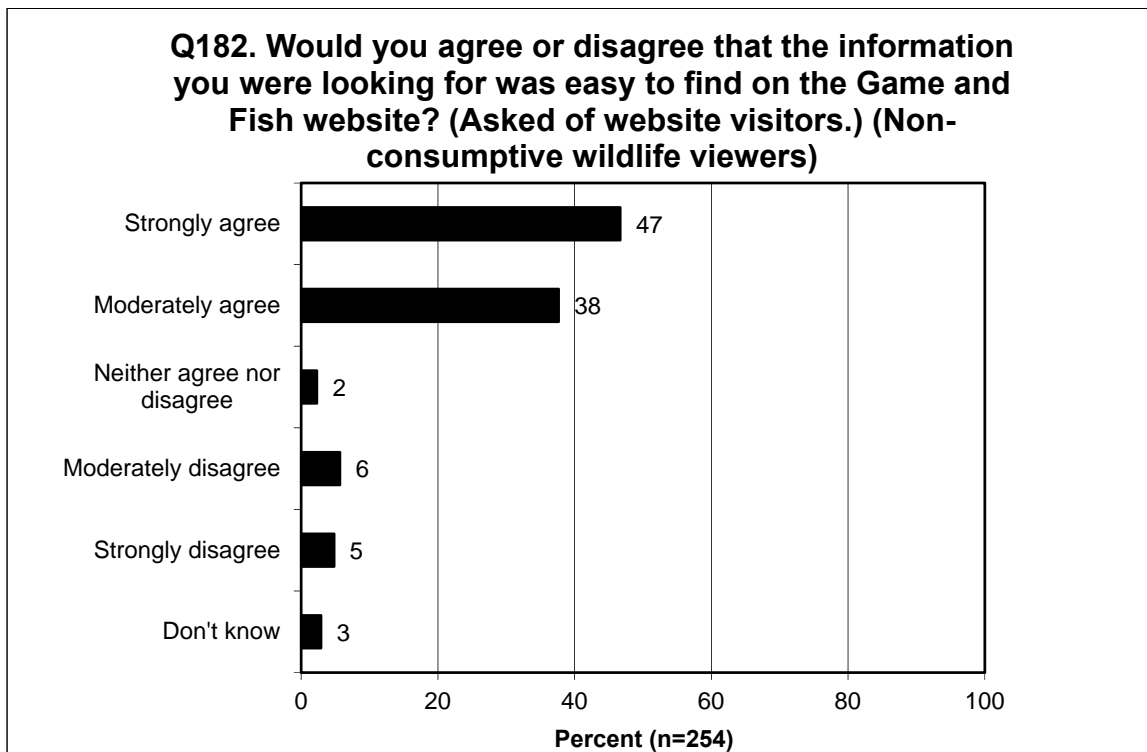 Q182. Would you agree or disagree that the information
you were looking for was easy to find on the Game and
Fish website? (Asked of website visitors.) (Non-
consumptive wildlife viewers)
Strongly agree
47
Moderately agree
38
Neither agree nor
disagree
2
Moderately disagree
6
Strongly disagree
5
Don't know
3
0 20 40 60 80 100
Percent (n=254)